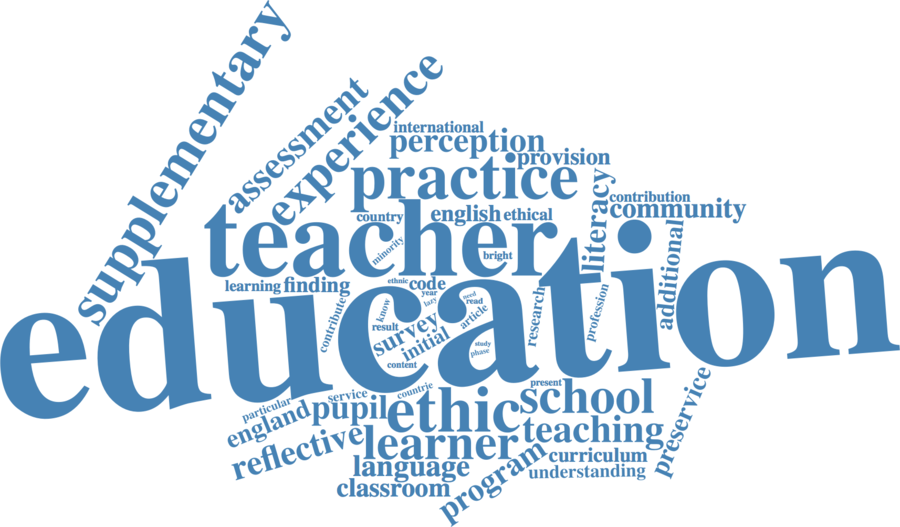 supplementary
assessment
experience
international
perception
provision
practice
literacy
contribution
community
teacher
country
english
ethical
minority
bright
additional
education
learning
finding
ethnic
code
year
lazy
need
read
know
article
contribute
result
survey
initial
study
phase
content
research
profession
particular
service
countrie
present
england
pupil
ethic
school
preservice
reflective
learner
teaching
language
curriculum
program
understanding
classroom